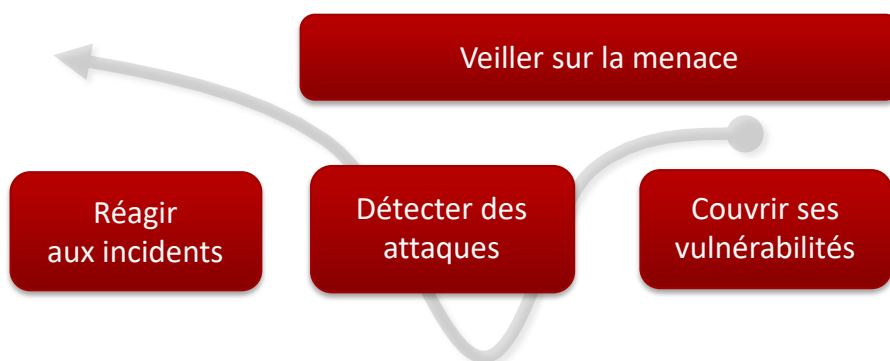 Veiller sur la menace
Réagir
aux incidents
Détecter des
attaques
Couvrir ses
vulnérabilités